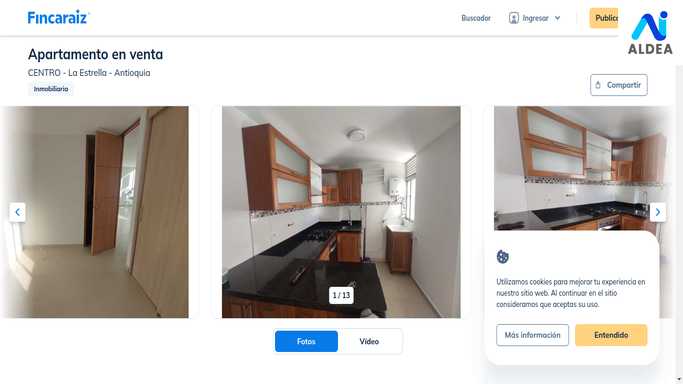 Fincaraiz
Buscador
Ingresar
Public
ALDEA
Apartamento en venta
CENTRO - La Estrella - Antioquia
Inmobiliario
Compartir
1 / 13
Fotos
Video
Utilizamos cookies para mejorar tu experiencia en
nuestro sitio web. Al continuar en el sitio
consideramos que aceptas su uso.
Más información
Entendido